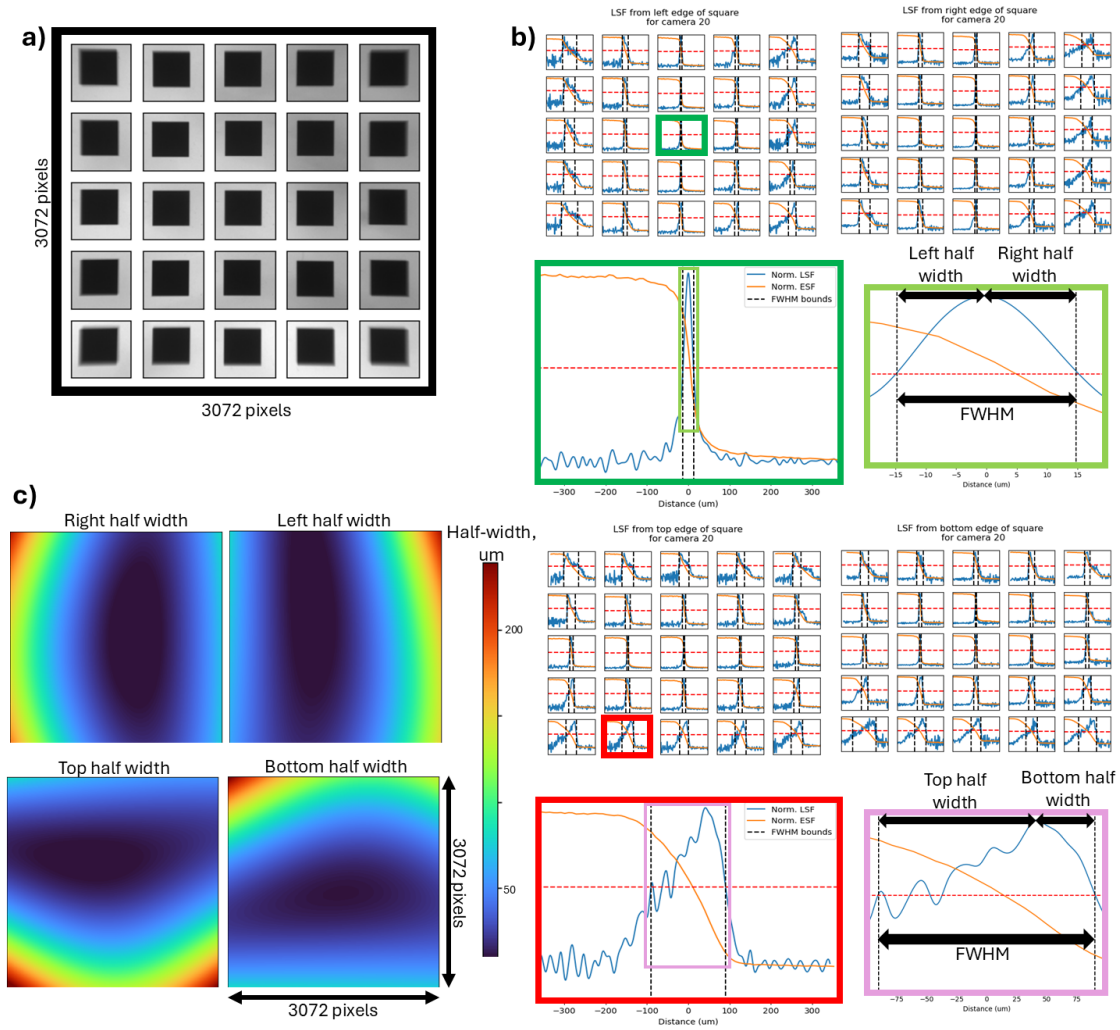 a)
3072 pixels
3072 pixels
b)
LSF from left edge of square
for camera 20
LSF from right edge of square
for camera 20
Norm. LSF
Norm. ESF
FWHM bounds
−300 −200 −100 0 100 200 300
Distance (um)
Left half
width
Right half
width
FWHM
−15 −10 −5 0 5 10 15
Distance (um)
LSF from top edge of square
for camera 20
LSF from bottom edge of square
for camera 20
Norm. LSF
Norm. ESF
FWHM bounds
−300 −200 −100 0 100 200 300
Distance (um)
Top half
width
Bottom half
width
FWHM
−75 −50 −25 0 25 50 75
Distance (um)
c)
Right half width
Left half width
Half-width,
um
200
50
Top half width
Bottom half width
3072 pixels
3072 pixels